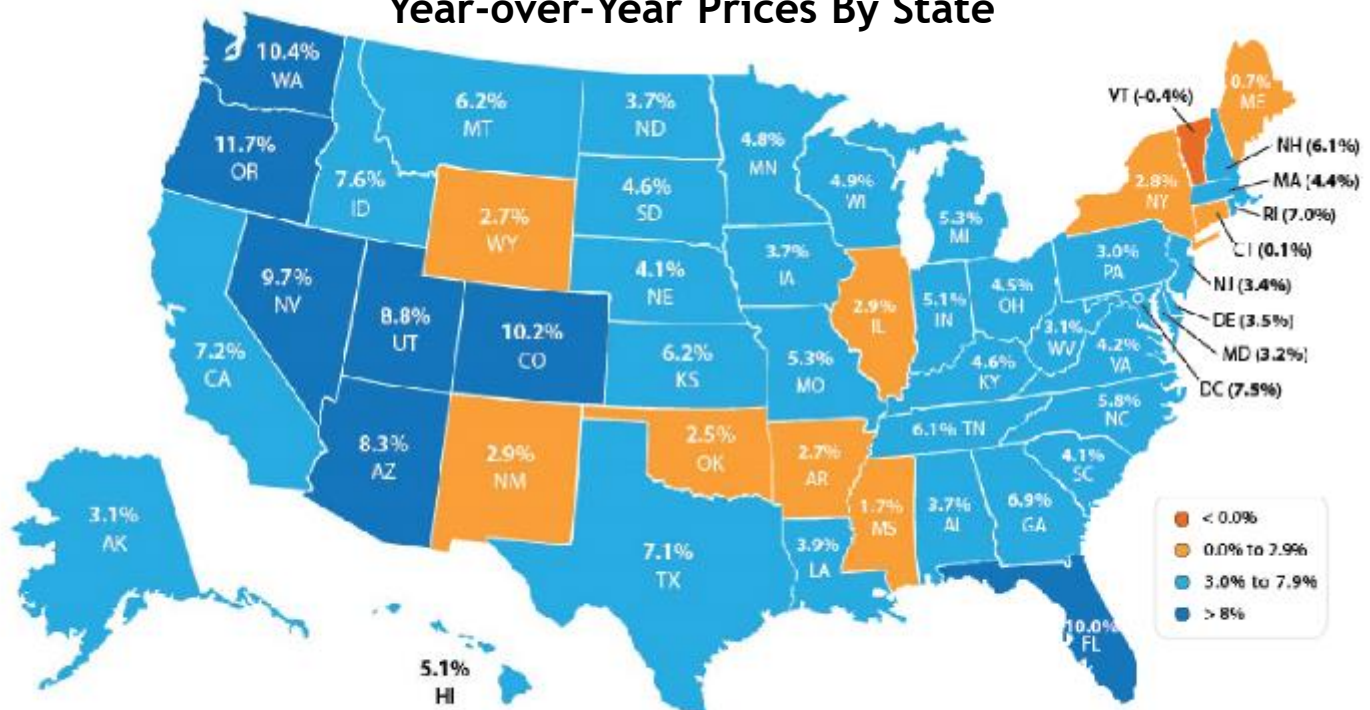 Year-over-Year Prices By State
10.4%
WA
11.7%
OR
7.6%
ID
6.2%
MT
3.7%
ND
4.8%
MN
4.9%
WI
5.3%
MI
0.7%
ME
VT (-0.4%)
NH (6.1%)
MA (4.4%)
RI (7.0%)
CT (0.1%)
NJ (3.4%)
DE (3.5%)
MD (3.2%)
DC (7.5%)
2.8%
NY
3.0%
PA
2.7%
WY
4.6%
SD
4.1%
NE
3.7%
IA
2.9%
IL
5.1%
IN
4.5%
OH
3.1%
WV
4.2%
VA
9.7%
NV
8.8%
UT
10.2%
CO
7.2%
CA
6.2%
KS
5.3%
MO
4.6%
KY
5.8%
NC
6.1% TN
4.1%
SC
8.3%
AZ
2.9%
NM
2.5%
OK
2.7%
AR
1.7%
MS
3.7%
AL
6.9%
GA
3.9%
LA
7.1%
TX
10.0%
FL
3.1%
AK
5.1%
HI
< 0.0%
0.0% to 2.9%
3.0% to 7.9%
> 8%